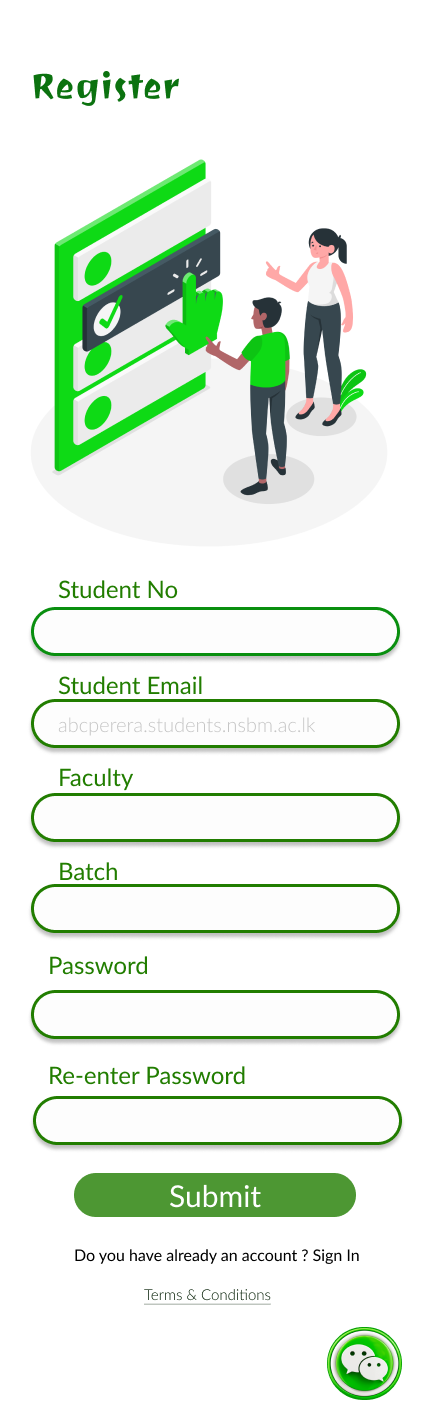 Register
Student No
Student Email
abcperera.students.nsbm.ac.lk
Faculty
Batch
Password
Re-enter Password
Submit
Do you have already an account ? Sign In
Terms & Conditions